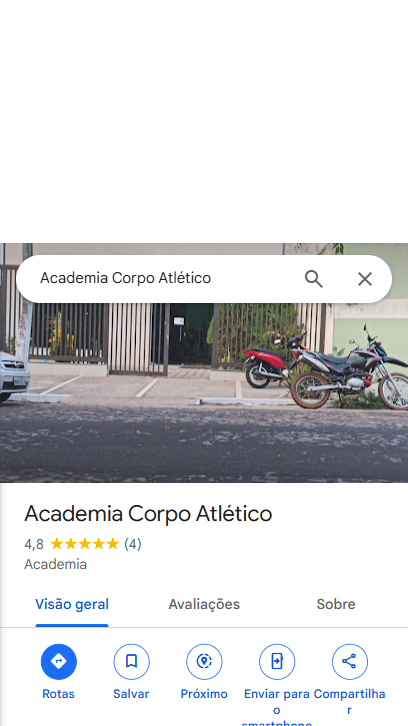 Academia Corpo Atlético
Academia Corpo Atlético
4,8 (4)
Academia
Visão geral Avaliações Sobre
Rotas Salvar Próximo Enviar para o smartphone Compartilhar